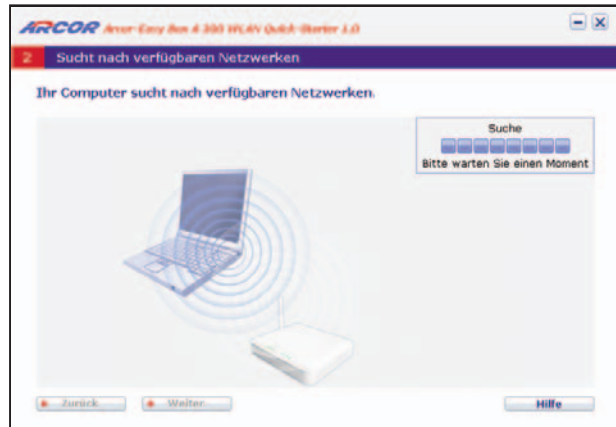 ARCOR Arcor-Easy Box A 300 WLAN Quick-Starter 1.0
2 Sucht nach verfügbaren Netzwerken
Ihr Computer sucht nach verfügbaren Netzwerken.
Suche
Bitte warten Sie einen Moment
Zurück Weiter Hilfe